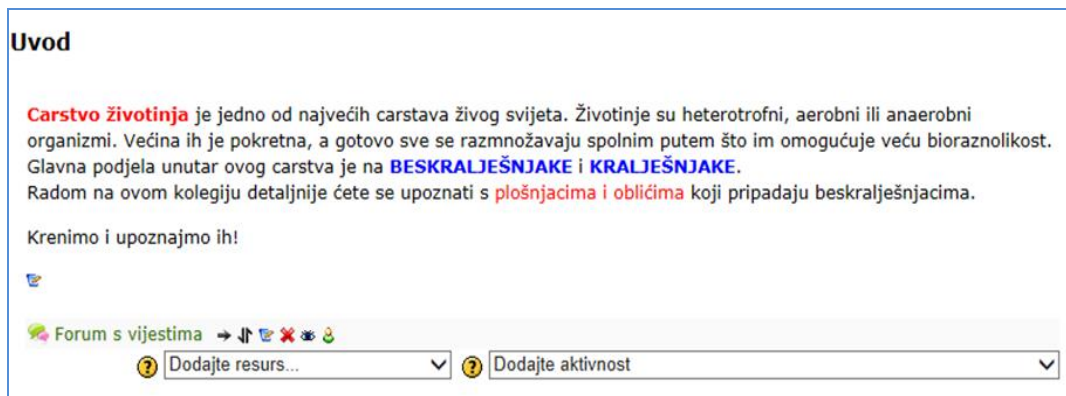 Uvod
Carstvo životinja je jedno od najvećih carstava živog svijeta. Životinje su heterotrofni, aerobni ili anaerobni
organizmi. Većina ih je pokretna, a gotovo sve se razmnožavaju spolnim putem što im omogućuje veću bioraznolikost.
Glavna podjela unutar ovog carstva je na BESKRALJEŠNJAKE i KRALJEŠNJAKE.
Radom na ovom kolegiju detaljnije ćete se upoznati s plošnjacima i oblićima koji pripadaju beskralješnjacima.
Krenimo i upoznajmo ih!
Forum s vijestima
Dodajte resurs... Dodajte aktivnost